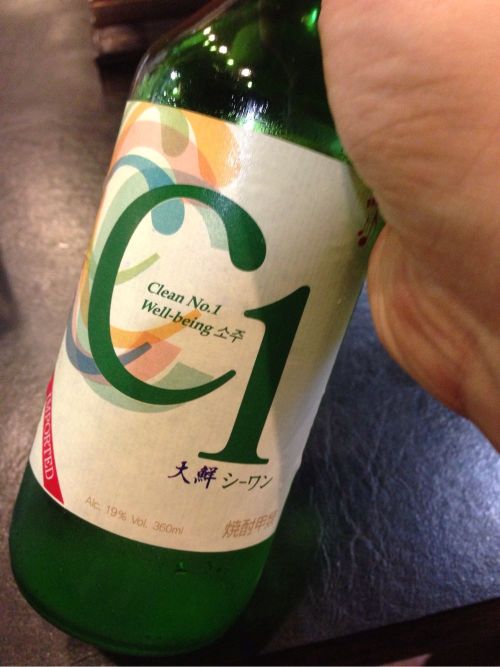 C1
Clean No.1
Well-being 소주
大鮮 シーワン
IMPORTED
Alc. 19% Vol. 360ml
焼酎甲類